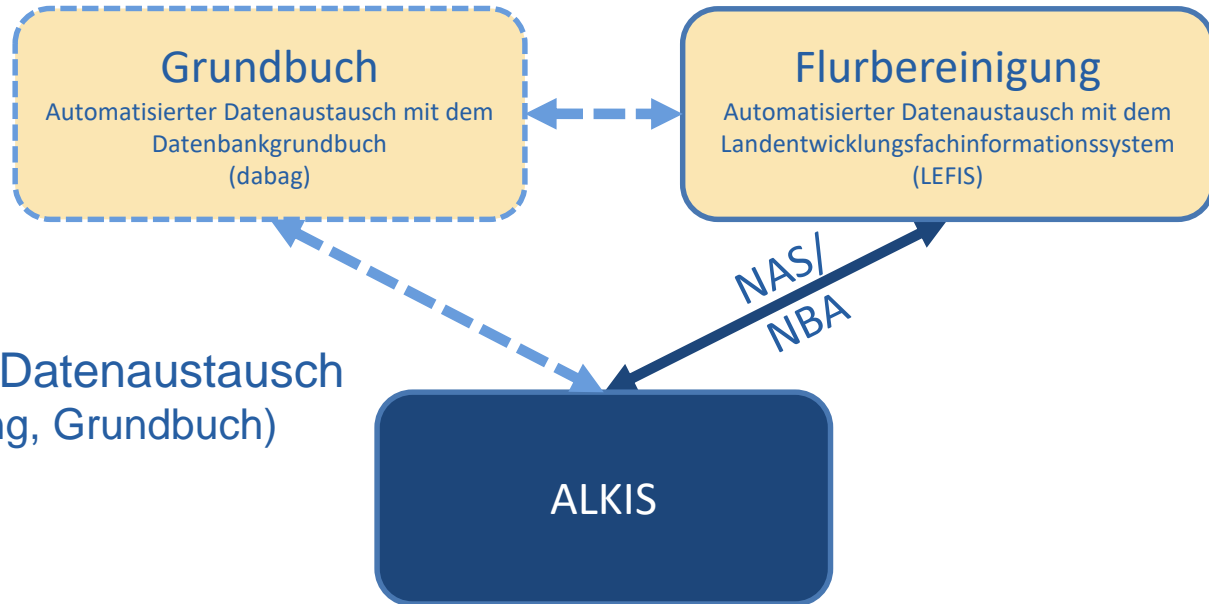 Grundbuch
Automatisierter Datenaustausch mit dem
Datenbankgrundbuch
(dabag)
Flurbereinigung
Automatisierter Datenaustausch mit dem
Landentwicklungsfachinformationssystem
(LEFIS)
NAS/
NBA
Datenaustausch
Grundbuch)
ALKIS